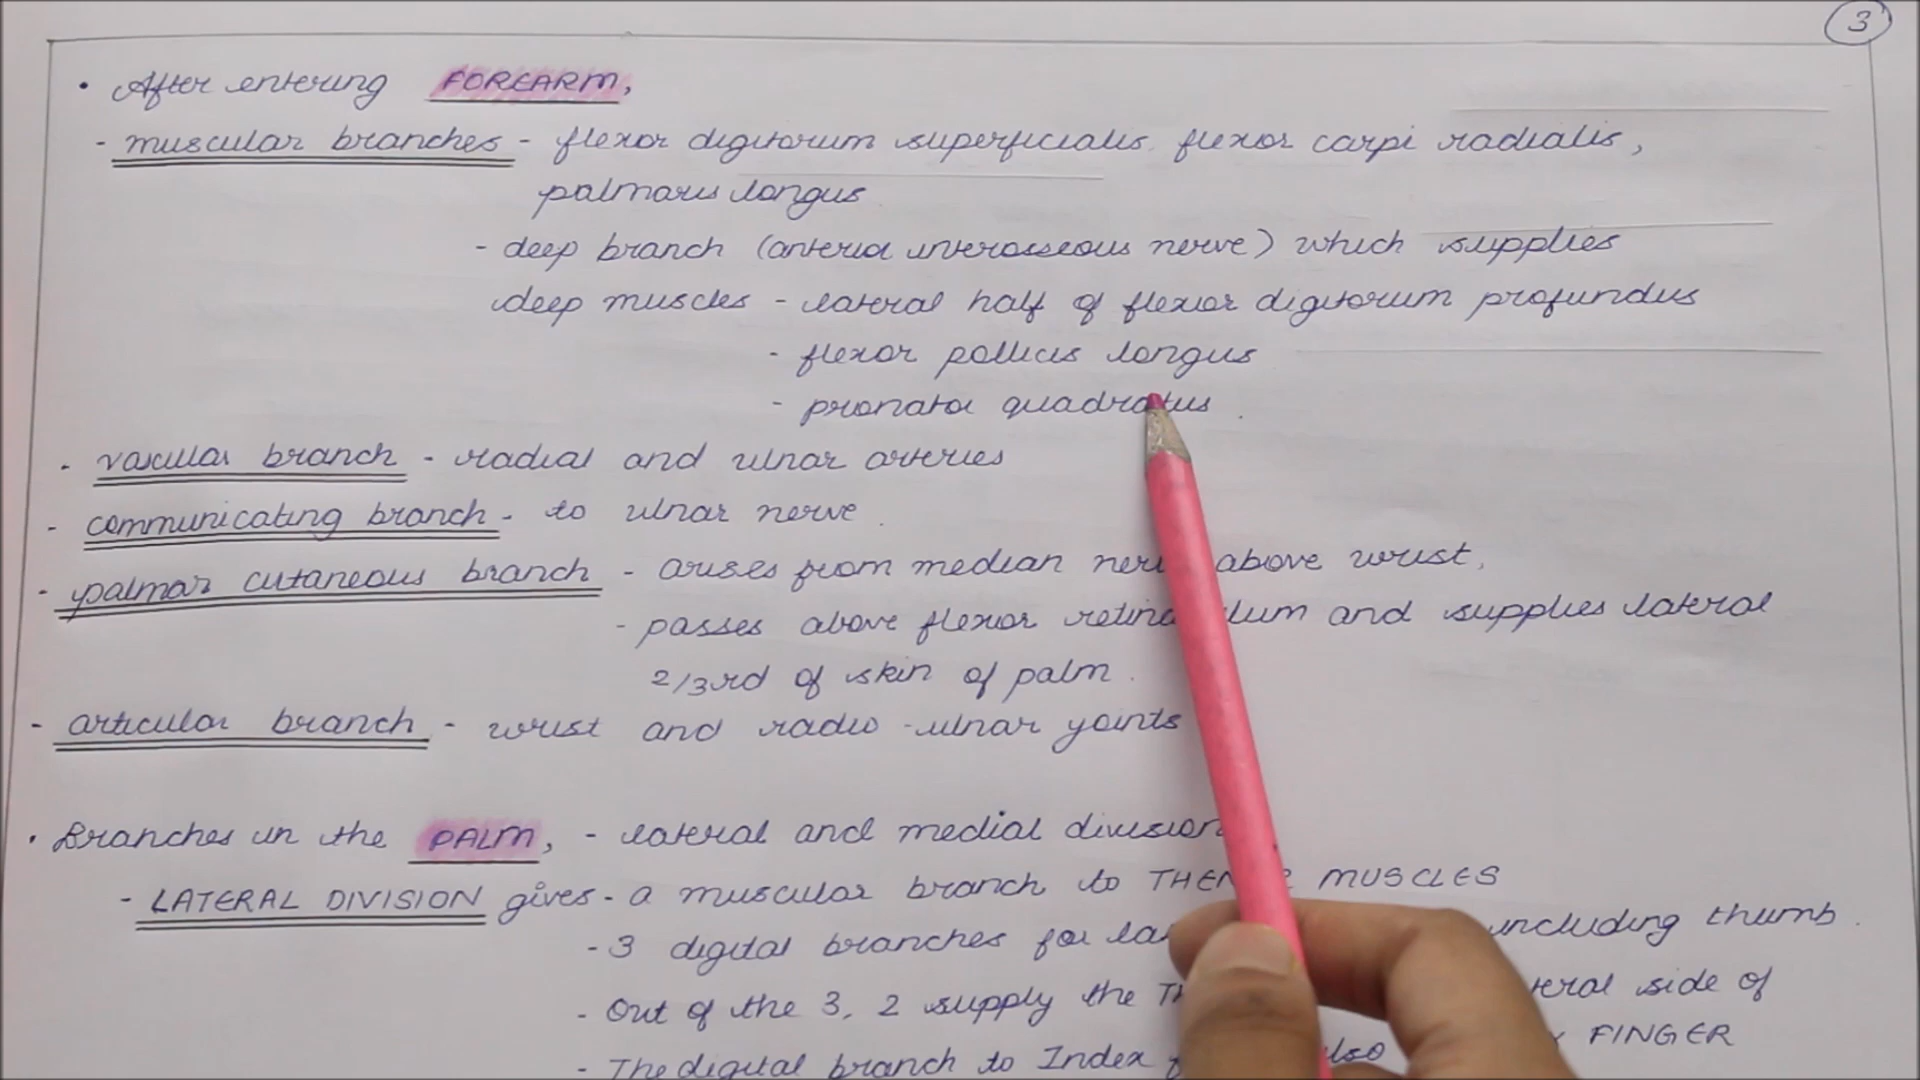 3
• After entering FOREARM,
- muscular branches - flexor digitorum superficialis, flexor carpi radialis,
palmaris longus
- deep branch (anterior interosseous nerve) which supplies
deep muscles - lateral half of flexor digitorum profundus
- flexor pollicis longus
- pronator quadratus.
- vascular branch - radial and ulnar arteries
- communicating branch - to ulnar nerve.
- palmar cutaneous branch - arises from median above wrist,
- passes above flexor and supplies lateral
2/3rd of skin of palm.
- articular branch - wrist and radio-ulnar joints
• Branches in the PALM, - lateral and medial division
- LATERAL DIVISION gives - a muscular branch to MUSCLES
- 3 digital branches for including thumb.
- Out of the 3, 2 supply the side of
FINGER
- The digital branch to Index